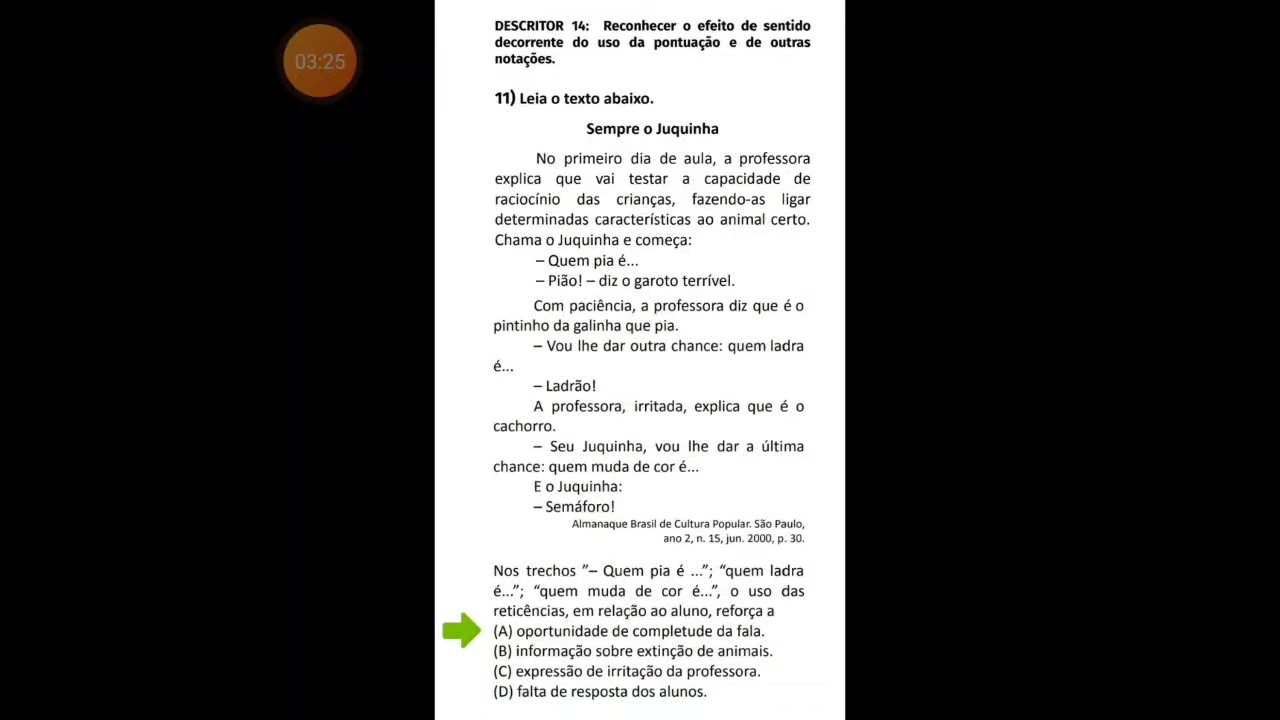 03:25
DESCRITOR 14: Reconhecer o efeito de sentido
decorrente do uso da pontuação e de outras
notações.
11) Leia o texto abaixo.
Sempre o Juquinha
No primeiro dia de aula, a professora
explica que vai testar a capacidade de
raciocínio das crianças, fazendo-as ligar
determinadas características ao animal certo.
Chama o Juquinha e começa:
– Quem pia é...
– Pião! – diz o garoto terrível.
Com paciência, a professora diz que é o
pintinho da galinha que pia.
– Vou lhe dar outra chance: quem ladra
é...
– Ladrão!
A professora, irritada, explica que é o
cachorro.
– Seu Juquinha, vou lhe dar a última
chance: quem muda de cor é...
E o Juquinha:
– Semáforo!
Almanaque Brasil de Cultura Popular. São Paulo,
ano 2, n. 15, jun. 2000, p. 30.
Nos trechos ”– Quem pia é ...”; “quem ladra
é...”; “quem muda de cor é...”, o uso das
reticências, em relação ao aluno, reforça a
(A) oportunidade de completude da fala.
(B) informação sobre extinção de animais.
(C) expressão de irritação da professora.
(D) falta de resposta dos alunos.